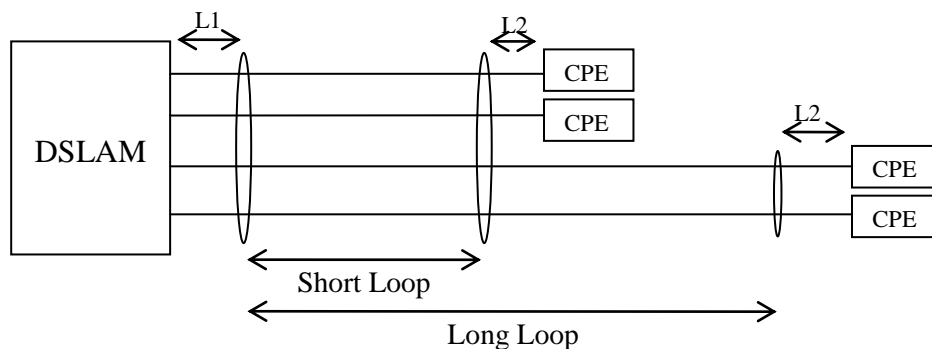 L1
L2
CPE
CPE
DSLAM
L2
CPE
CPE
Short Loop
Long Loop